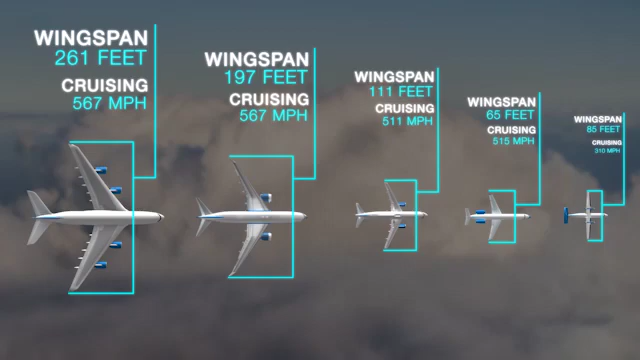 WINGSPAN
261 FEET
CRUISING
567 MPH
WINGSPAN
197 FEET
CRUISING
567 MPH
WINGSPAN
111 FEET
CRUISING
511 MPH
WINGSPAN
65 FEET
CRUISING
515 MPH
WINGSPAN
85 FEET
CRUISING
310 MPH